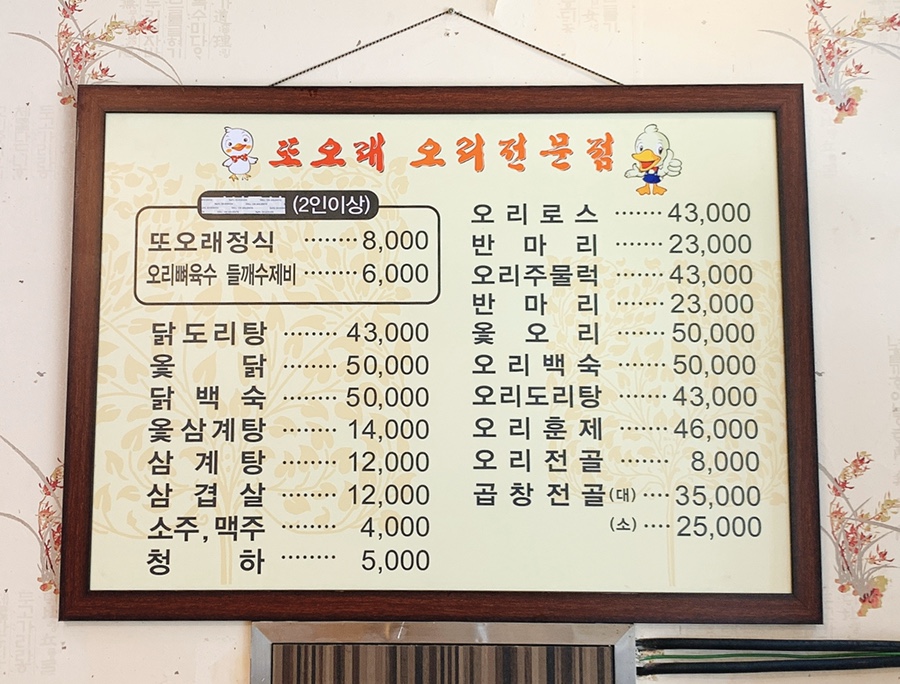 또오래 오리전문점
(2인이상)
또오래정식 ········ 8,000
오리뼈육수 들깨수제비 ········ 6,000
닭도리탕 ········ 43,000
옻 닭 ········ 50,000
닭 백 숙 ········ 50,000
옻삼계탕 ········ 14,000
삼 계 탕 ········ 12,000
삼 겹 살 ········ 12,000
소주, 맥주 ········ 4,000
청 하 ········ 5,000
오 리 로 스 ······· 43,000
반 마 리 ······· 23,000
오리주물럭 ······· 43,000
반 마 리 ······· 23,000
옻 오 리 ······· 50,000
오 리 백 숙 ······· 50,000
오리도리탕 ······· 43,000
오 리 훈 제 ······· 46,000
오 리 전 골 ······· 8,000
곱 창 전 골 (대) ···· 35,000
(소) ···· 25,000